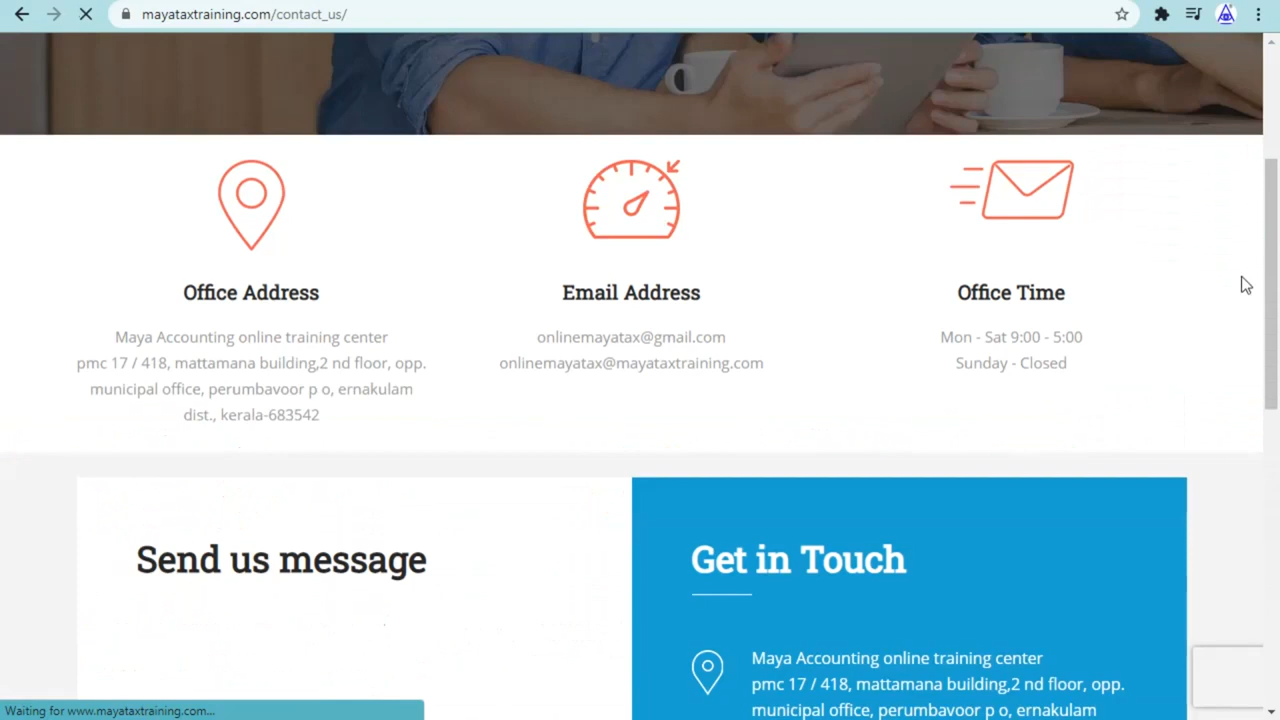 mayataxtraining.com/contact_us/
Office Address
Maya Accounting online training center
pmc 17 / 418, mattamana building,2 nd floor, opp.
municipal office, perumbavoor p o, ernakulam
dist., kerala-683542
Email Address
onlinemayatax@gmail.com
onlinemayatax@mayataxtraining.com
Office Time
Mon - Sat 9:00 - 5:00
Sunday - Closed
Send us message
Get in Touch
Maya Accounting online training center
pmc 17 / 418, mattamana building,2 nd floor, opp.
municipal office, perumbavoor p o, ernakulam
Waiting for www.mayataxtraining.com...